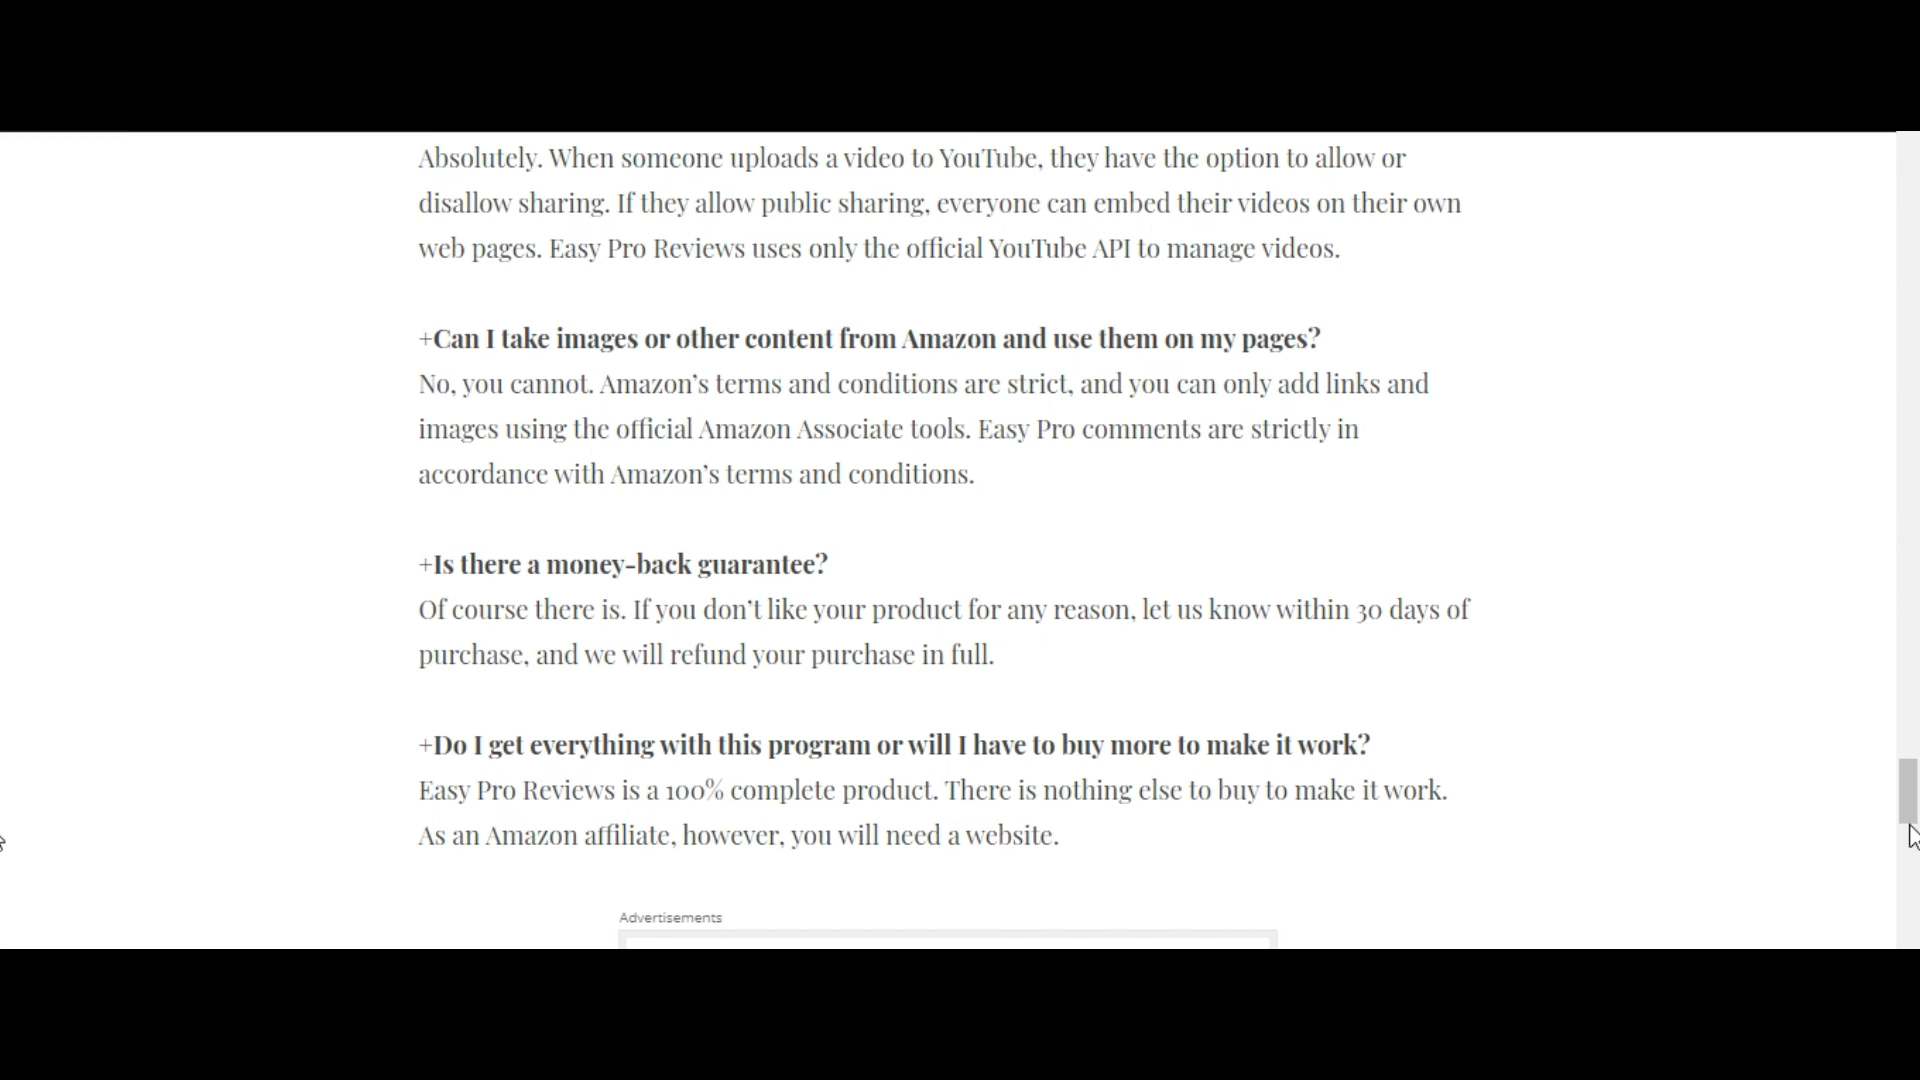 Absolutely. When someone uploads a video to YouTube, they have the option to allow or
disallow sharing. If they allow public sharing, everyone can embed their videos on their own
web pages. Easy Pro Reviews uses only the official YouTube API to manage videos.
+Can I take images or other content from Amazon and use them on my pages?
No, you cannot. Amazon’s terms and conditions are strict, and you can only add links and
images using the official Amazon Associate tools. Easy Pro comments are strictly in
accordance with Amazon’s terms and conditions.
+Is there a money-back guarantee?
Of course there is. If you don’t like your product for any reason, let us know within 30 days of
purchase, and we will refund your purchase in full.
+Do I get everything with this program or will I have to buy more to make it work?
Easy Pro Reviews is a 100% complete product. There is nothing else to buy to make it work.
As an Amazon affiliate, however, you will need a website.
Advertisements